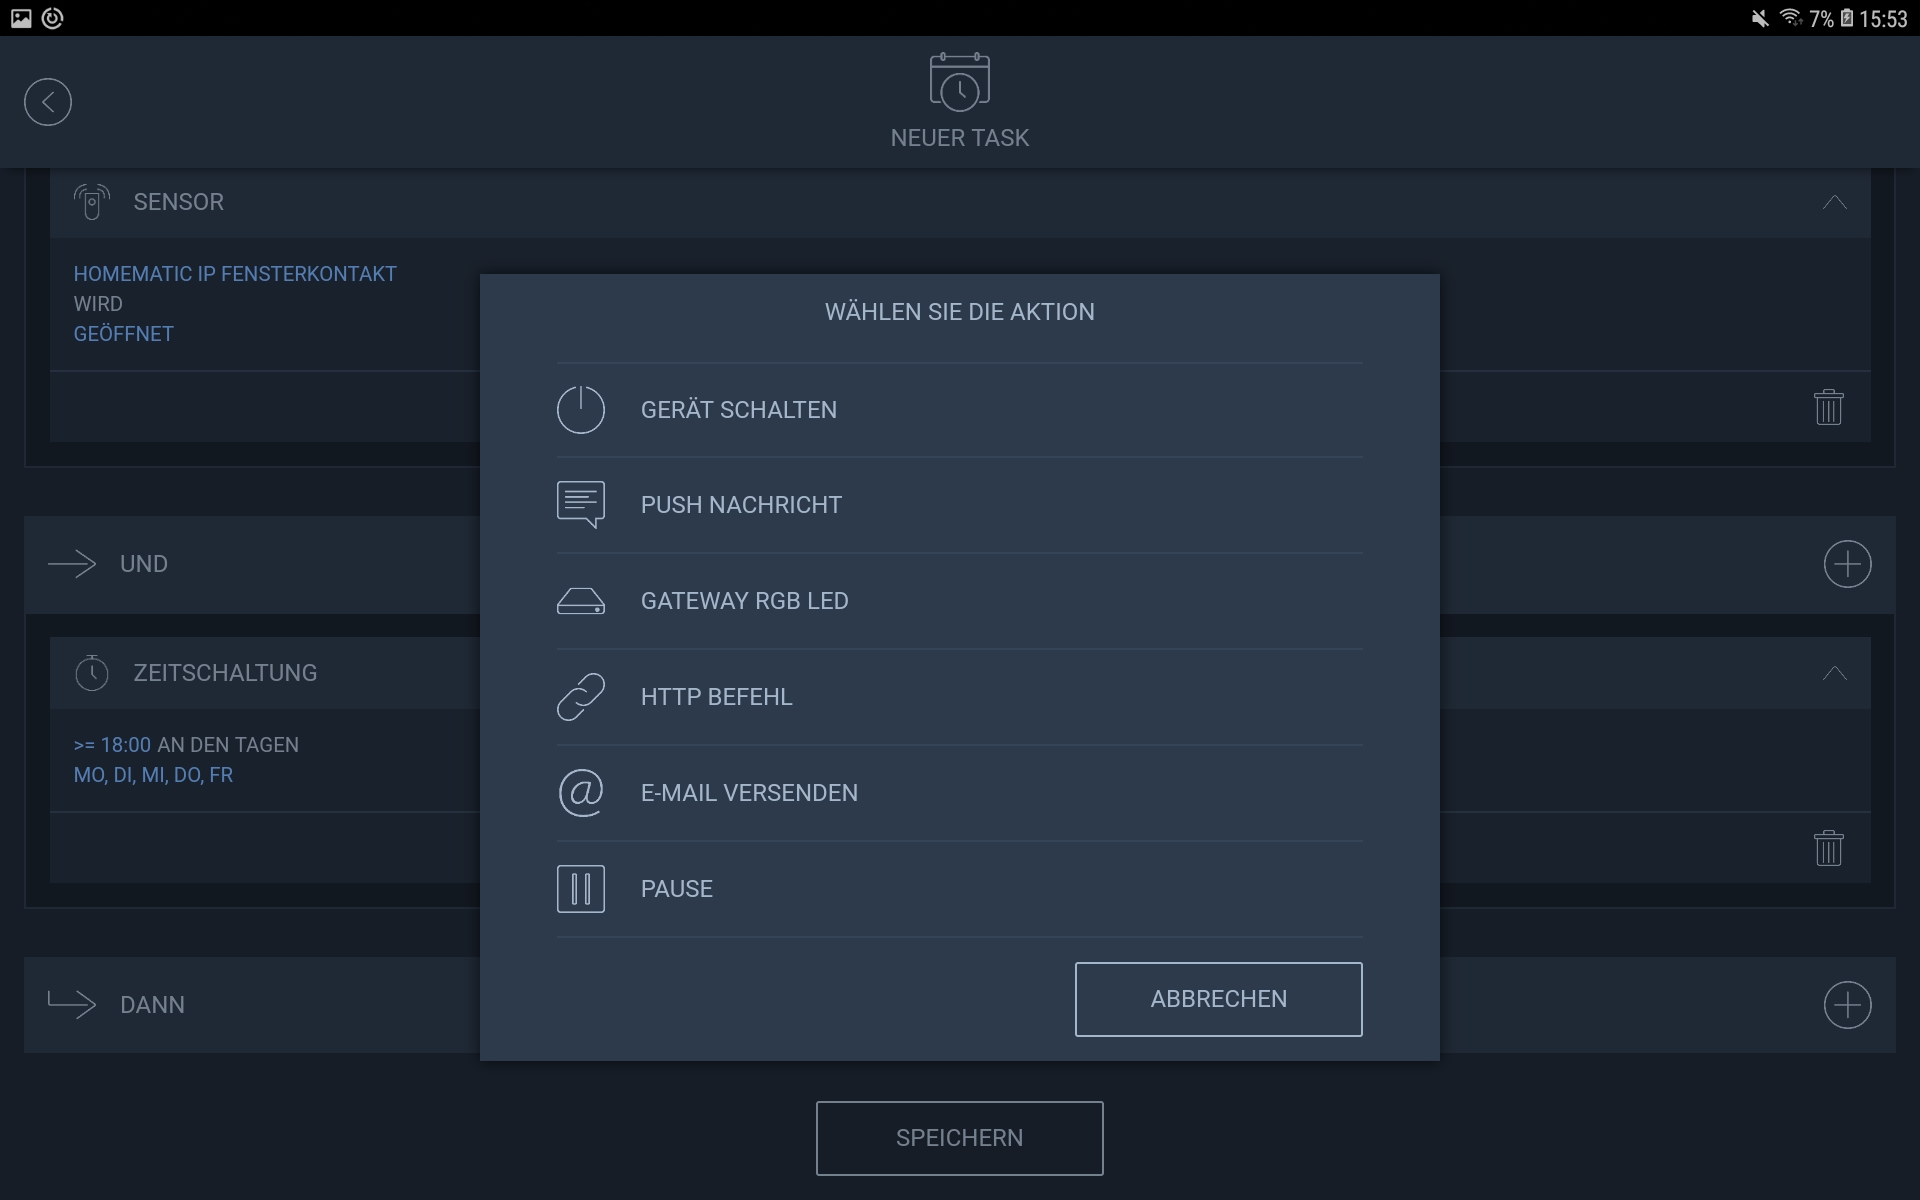 7% 15:53
NEUER TASK
SENSOR
HOMEMATIC IP FENSTERKONTAKT
WIRD
GEÖFFNET
WÄHLEN SIE DIE AKTION
GERÄT SCHALTEN
PUSH NACHRICHT
GATEWAY RGB LED
HTTP BEFEHL
E-MAIL VERSENDEN
PAUSE
ABBRECHEN
UND
ZEITSCHALTUNG
>= 18:00 AN DEN TAGEN
MO, DI, MI, DO, FR
DANN
SPEICHERN